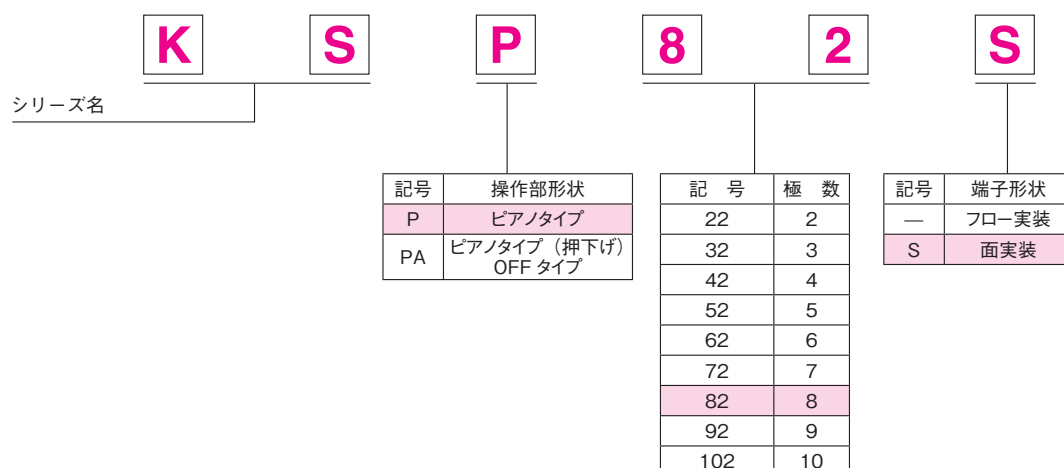 K S P 8 2 S
シリーズ名
記号 操作部形状
P ピアノタイプ
PA ピアノタイプ（押下げ）
OFF タイプ
記 号 極 数
22 2
32 3
42 4
52 5
62 6
72 7
82 8
92 9
102 10
記号 端子形状
— フロー実装
S 面実装